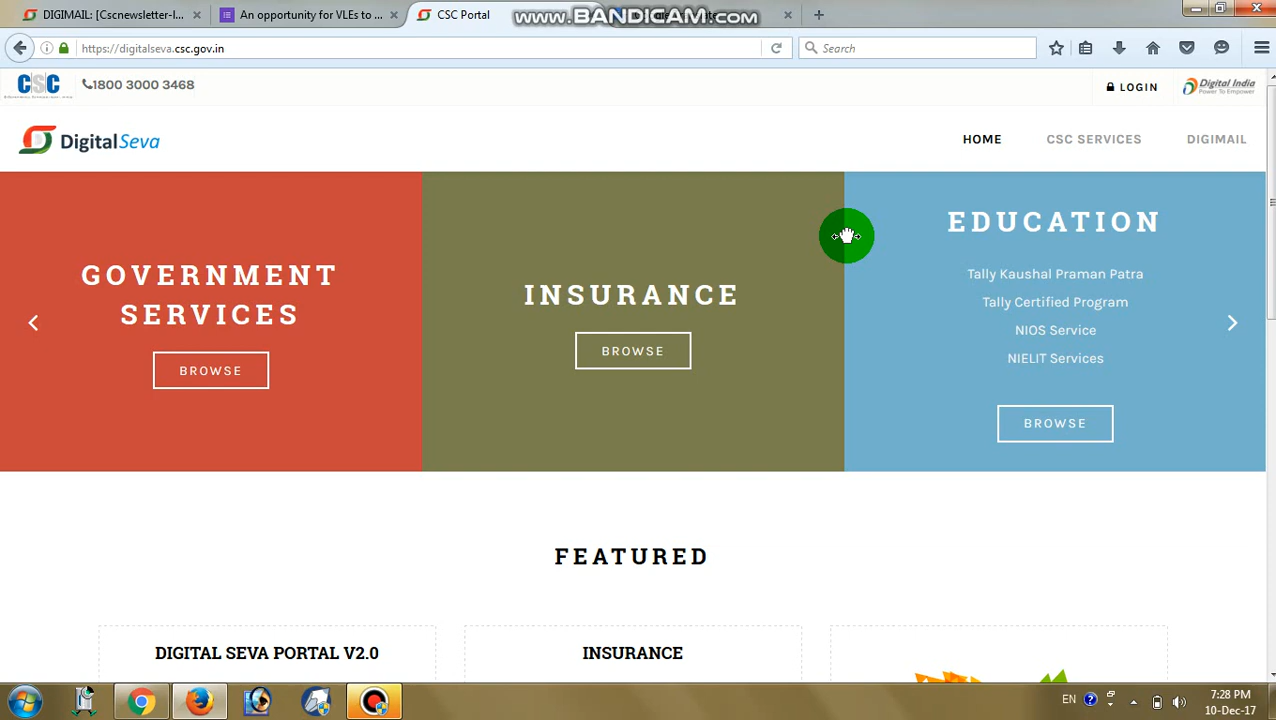 DIGIMAIL: [Cscnewsletter-l...
An opportunity for VLEs to ...
CSC Portal
www.BANDICAM.com
https://digitalseva.csc.gov.in
Search
CSC
1800 3000 3468
LOGIN
Digital India
Power To Empower
DigitalSeva
HOME
CSC SERVICES
DIGIMAIL
GOVERNMENT
SERVICES
BROWSE
INSURANCE
BROWSE
EDUCATION
Tally Kaushal Praman Patra
Tally Certified Program
NIOS Service
NIELIT Services
BROWSE
FEATURED
DIGITAL SEVA PORTAL V2.0
INSURANCE
EN
7:28 PM
10-Dec-17